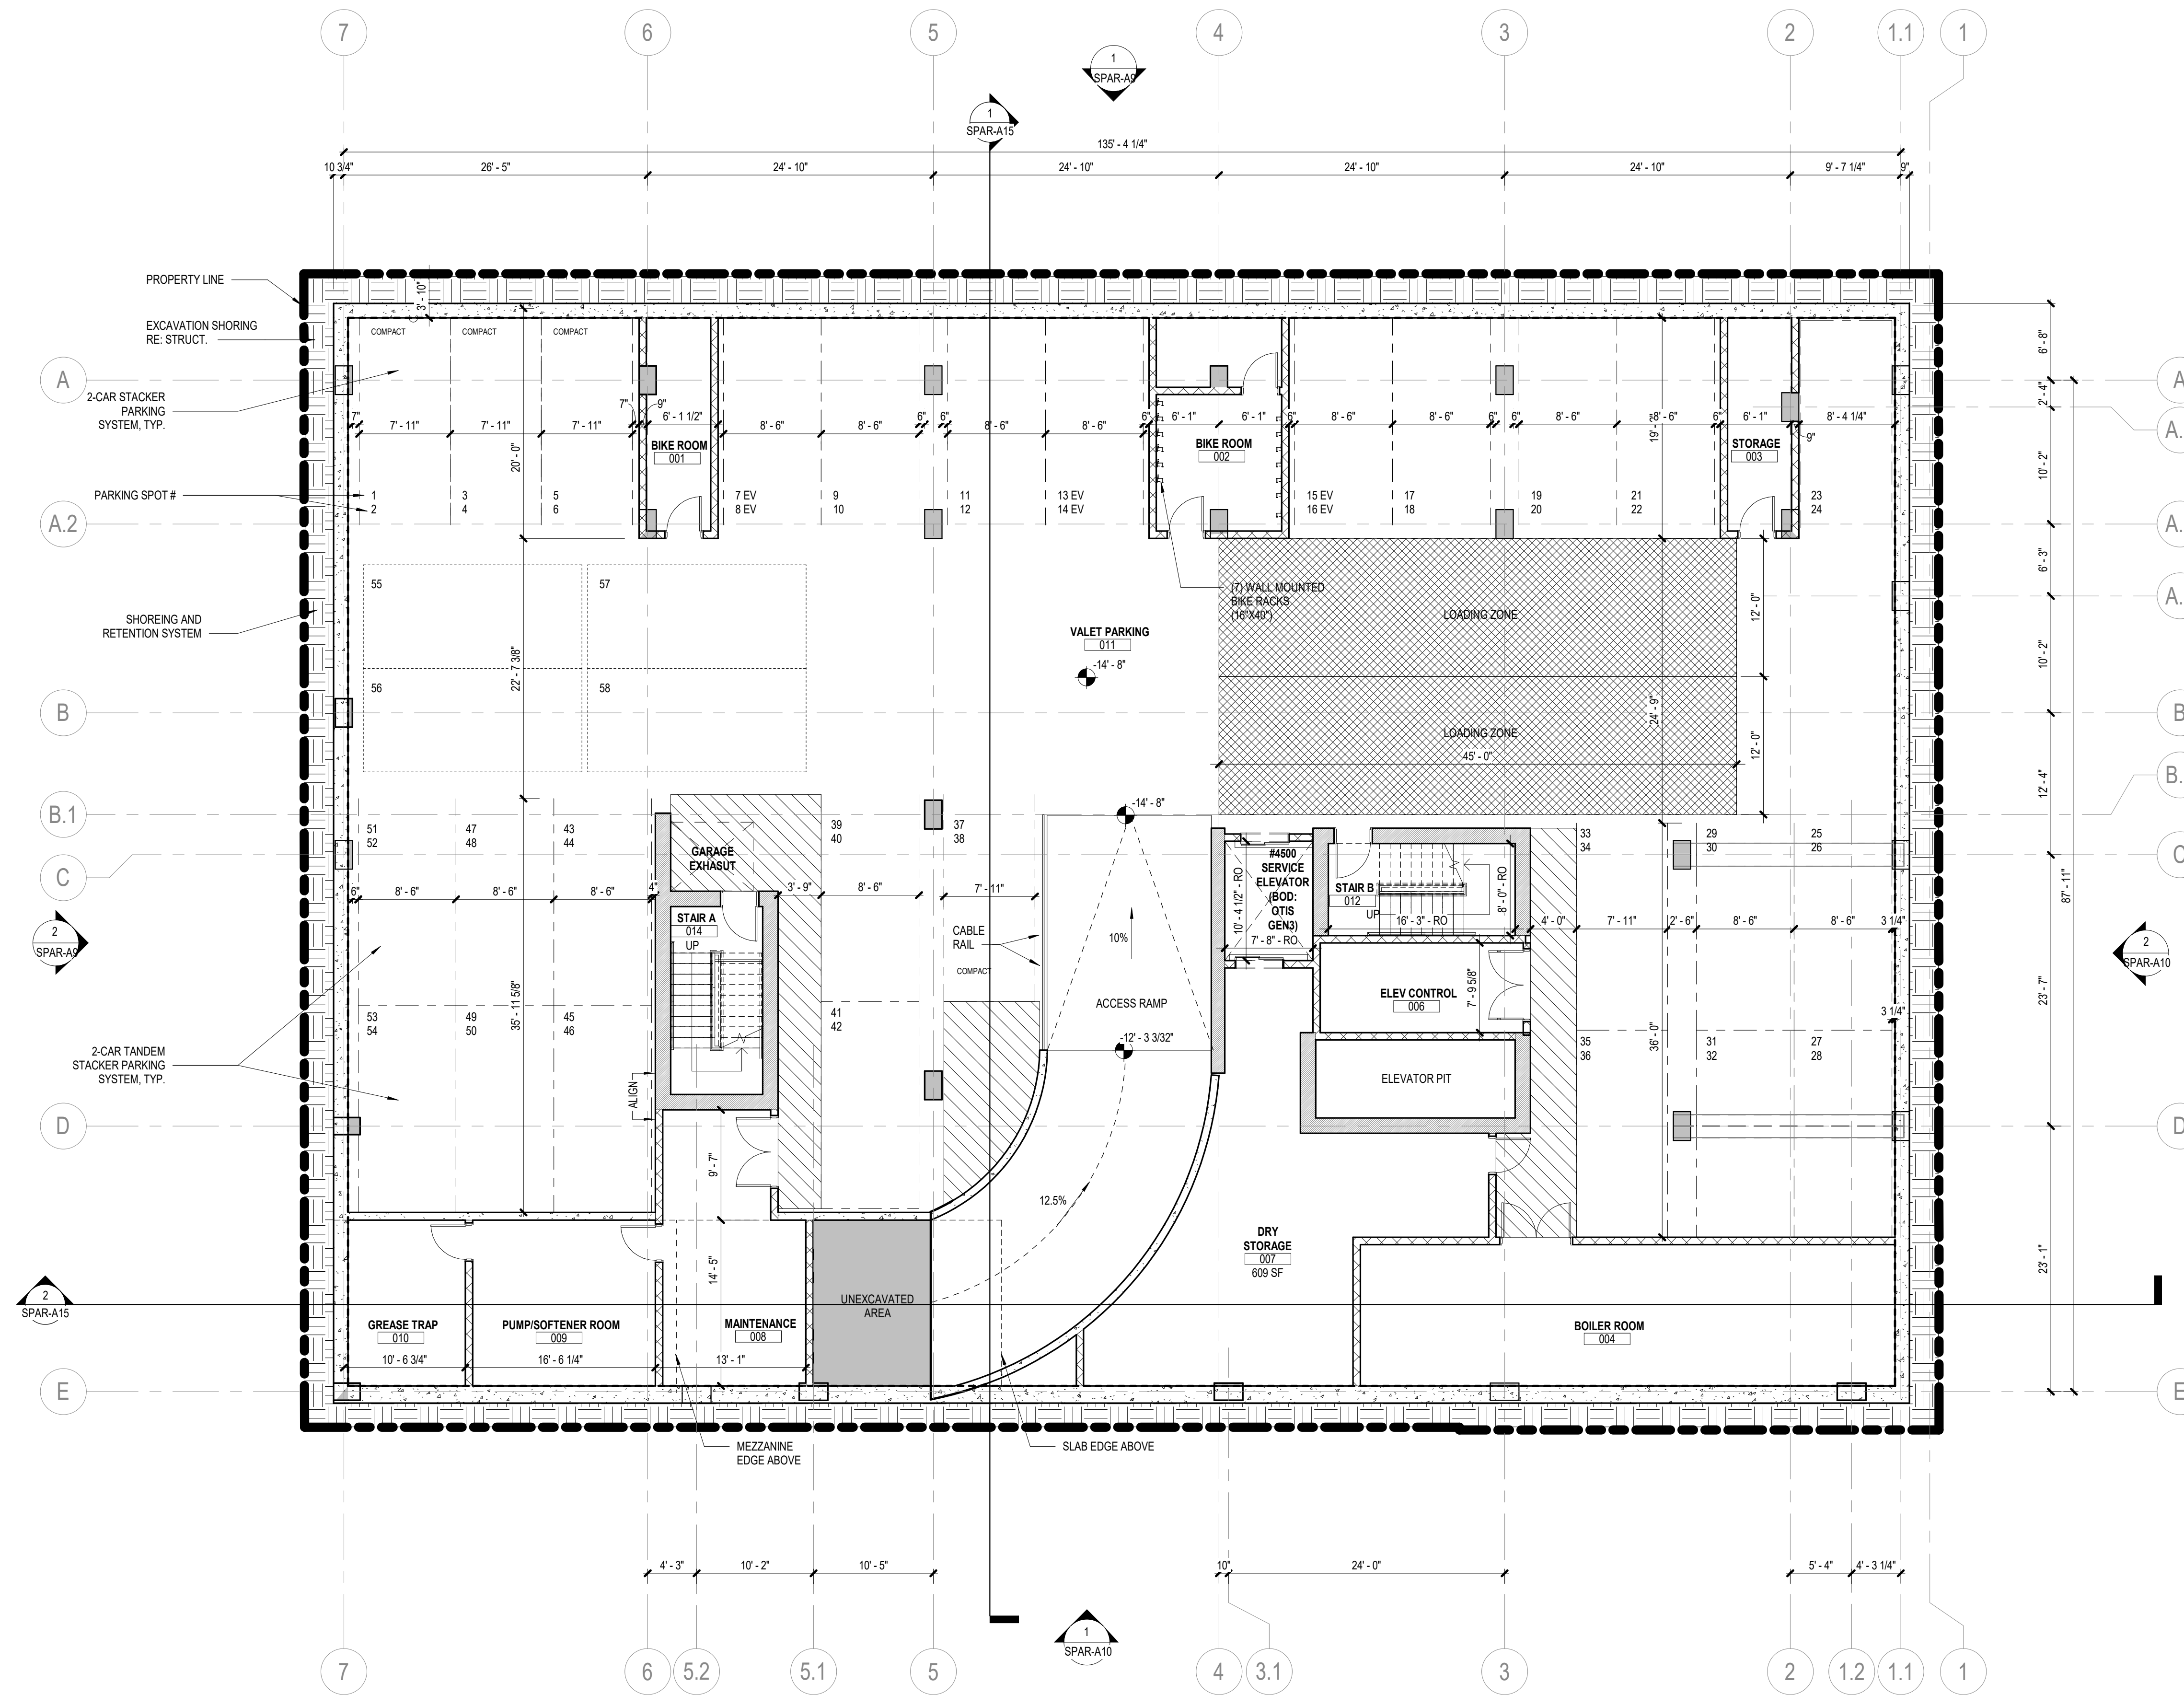 7 6 5 4 3 2 1.1 1
1
SPAR-A9
1
SPAR-A15
135' - 4 1/4"
10 3/4" 26' - 5" 24' - 10" 24' - 10" 24' - 10" 24' - 10" 9' - 7 1/4" 9"
PROPERTY LINE
EXCAVATION SHORING
RE: STRUCT.
3' - 10"
COMPACT COMPACT COMPACT
6' - 8"
A
A
2-CAR STACKER
PARKING
SYSTEM, TYP.
2' - 4"
7" 7' - 11" 7' - 11" 7' - 11" 7" 9" 6' - 1 1/2" 8' - 6" 8' - 6" 6" 6" 8' - 6" 8' - 6" 6" 6' - 1" 6' - 1" 6" 8' - 6" 8' - 6" 6" 6" 8' - 6" 8' - 6" 6" 6' - 1" 8' - 4 1/4"
9"
20' - 0"
19' - 2"
10' - 2"
BIKE ROOM
001
BIKE ROOM
002
STORAGE
003
PARKING SPOT #
1 3 5 7 EV 9 11 13 EV 15 EV 17 19 21 23
2 4 6 8 EV 10 12 14 EV 16 EV 18 20 22 24
A.2
6' - 3"
55 57
(7) WALL MOUNTED
BIKE RACKS
(16"X40")
LOADING ZONE
12' - 0"
SHOREING AND
RETENTION SYSTEM
VALET PARKING
011
-14' - 8"
22' - 7 3/8"
10' - 2"
56 58
B
B
24' - 9"
LOADING ZONE
45' - 0"
12' - 0"
12' - 4"
B.1
-14' - 8"
51 47 43 39 37 33 29 25
52 48 44 40 38 34 30 26
GARAGE
EXHASUT
#4500
SERVICE
ELEVATOR
(BOD:
OTIS
GEN3)
10' - 4 1/2" - RO
7' - 8" - RO
STAIR B
012
UP
16' - 3" - RO
8' - 0" - RO
C
C
6" 8' - 6" 8' - 6" 8' - 6" 4" 3' - 9" 8' - 6" 7' - 11"
4' - 0" 7' - 11" 2' - 6" 8' - 6" 8' - 6" 3 1/4"
87' - 11"
STAIR A
014
UP
2
SPAR-A9
CABLE
RAIL
10%
COMPACT
2
SPAR-A10
35' - 11 5/8"
ELEV CONTROL
006
7' - 9 5/8"
23' - 7"
ACCESS RAMP
3 1/4"
53 49 45 41 35 31 27
54 50 46 42 36 32 28
-12' - 3 3/32"
36' - 0"
2-CAR TANDEM
STACKER PARKING
SYSTEM, TYP.
ELEVATOR PIT
ALIGN
D
D
9' - 7"
12.5%
DRY
STORAGE
007
609 SF
14' - 5"
23' - 1"
UNEXCAVATED
AREA
2
SPAR-A15
GREASE TRAP
010
PUMP/SOFTENER ROOM
009
MAINTENANCE
008
BOILER ROOM
004
10' - 6 3/4" 16' - 6 1/4" 13' - 1"
E
E
MEZZANINE
EDGE ABOVE
SLAB EDGE ABOVE
4' - 3" 10' - 2" 10' - 5" 10" 24' - 0" 5' - 4" 4' - 3 1/4"
1
SPAR-A10
7 6 5.2 5.1 5 4 3.1 3 2 1.2 1.1 1